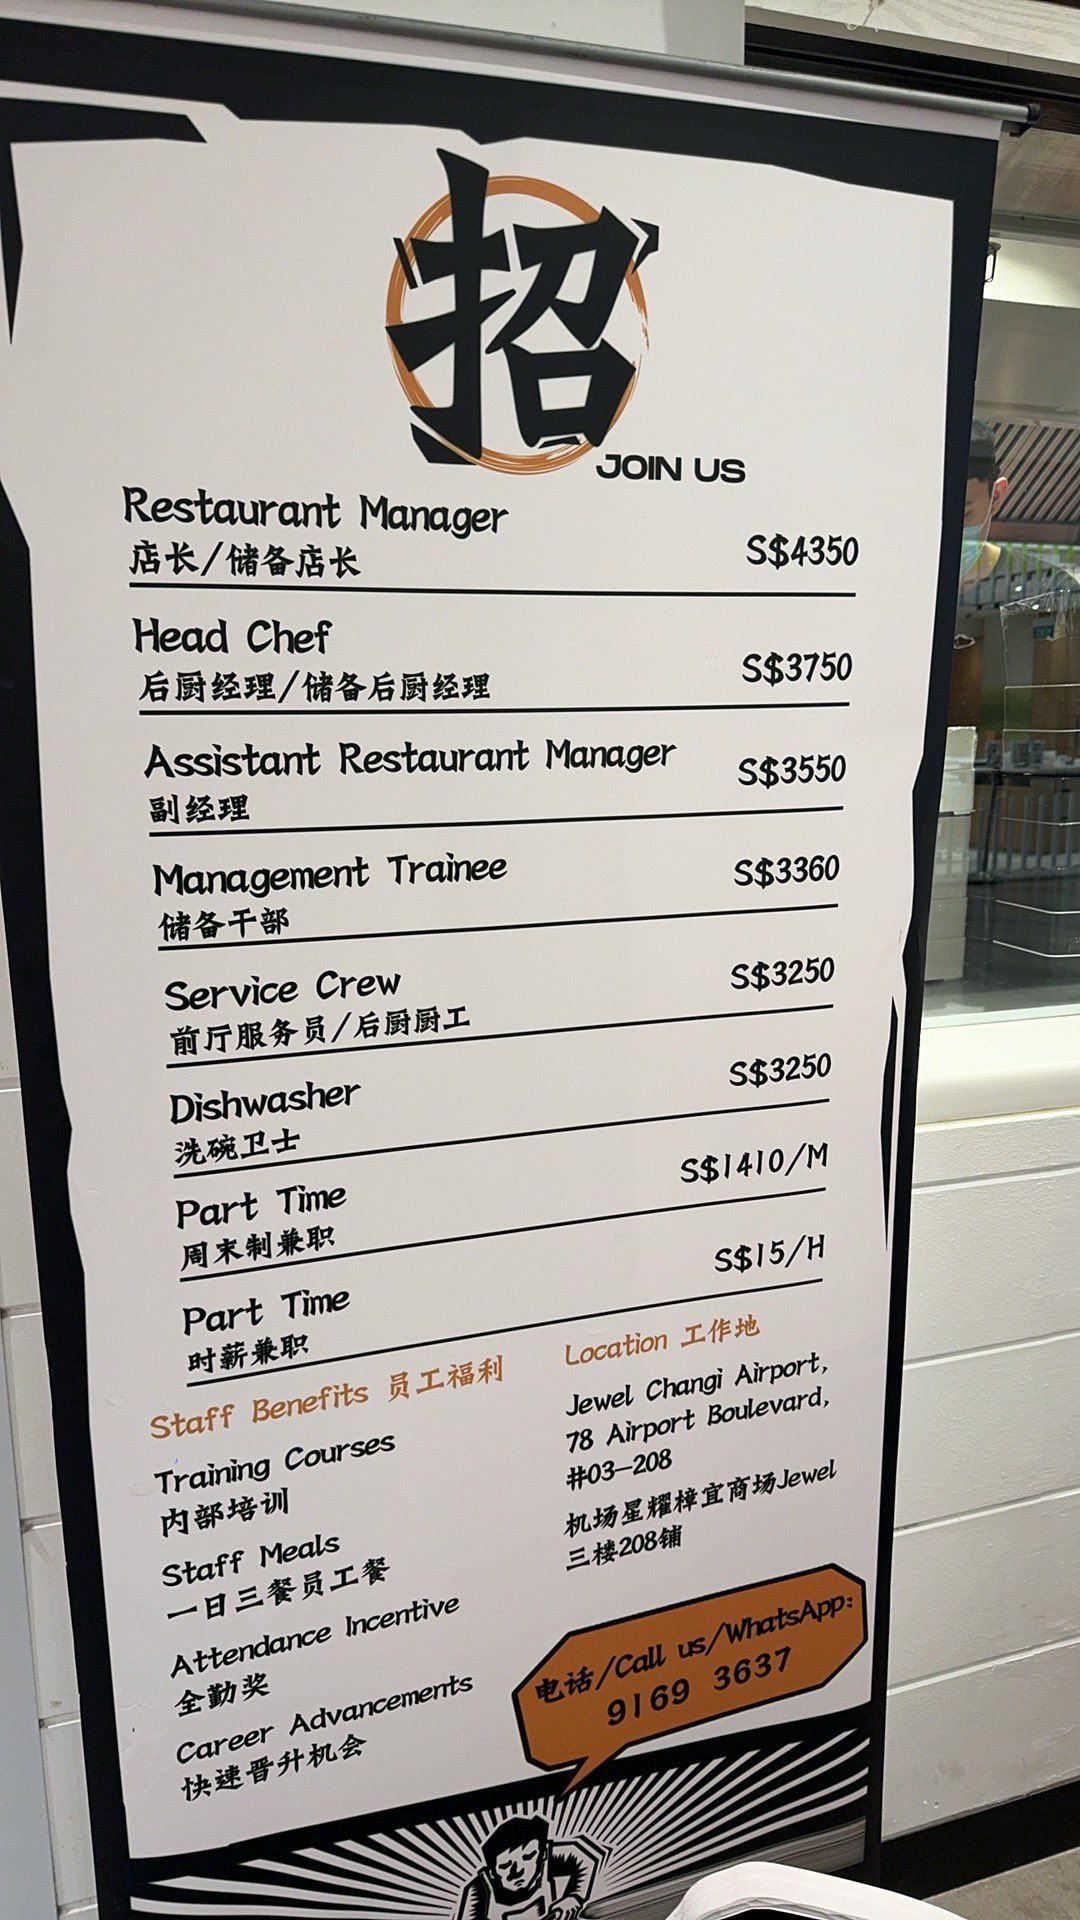 招
JOIN US
Restaurant Manager
店长/储备店长
S$4350
Head Chef
后厨经理/储备后厨经理
S$3750
Assistant Restaurant Manager
副经理
S$3550
Management Trainee
储备干部
S$3360
Service Crew
前厅服务员/后厨厨工
S$3250
Dishwasher
洗碗卫士
S$3250
Part Time
周末制兼职
S$1410/M
Part Time
时薪兼职
S$15/H
Staff Benefits 员工福利
Training Courses
内部培训
Staff Meals
一日三餐员工餐
Attendance Incentive
全勤奖
Career Advancements
快速晋升机会
Location 工作地
Jewel Changi Airport,
78 Airport Boulevard,
#03-208
机场星耀樟宜商场Jewel
三楼208铺
电话/Call us/WhatsApp:
9169 3637